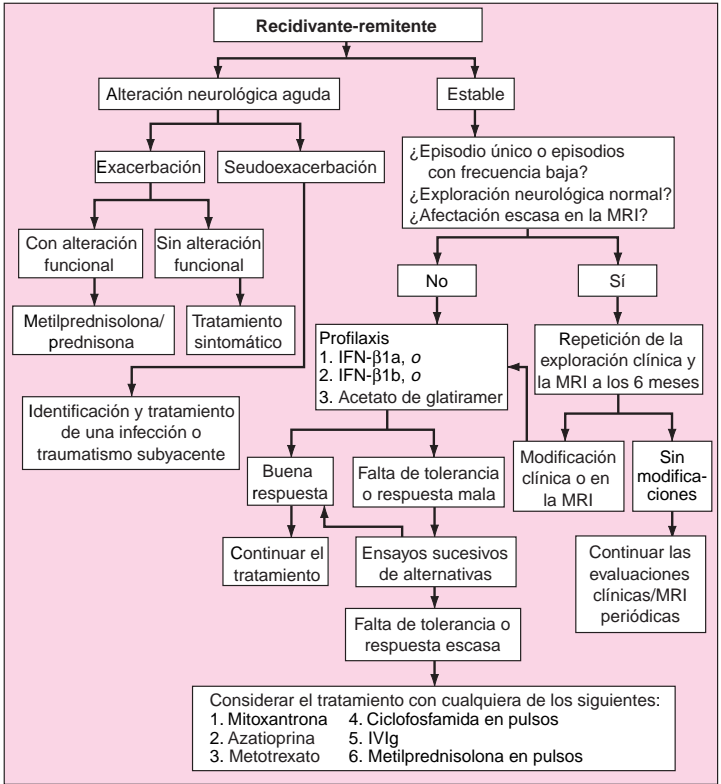 Recidivante-remitente
Alteración neurológica aguda
Estable
Exacerbación
Seudoexacerbación
¿Episodio único o episodios
con frecuencia baja?
¿Exploración neurológica normal?
¿Afectación escasa en la MRI?
Con alteración
funcional
Sin alteración
funcional
No
Sí
Metilprednisolona/
prednisona
Tratamiento
sintomático
Profilaxis
1. IFN-β1a, o
2. IFN-β1b, o
3. Acetato de glatiramer
Repetición de la
exploración clínica y
la MRI a los 6 meses
Identificación y tratamiento
de una infección o
traumatismo subyacente
Buena
respuesta
Falta de tolerancia
o respuesta mala
Modificación
clínica o en
la MRI
Sin
modifica-
ciones
Continuar el
tratamiento
Ensayos sucesivos
de alternativas
Continuar las
evaluaciones
clínicas/MRI
periódicas
Falta de tolerancia o
respuesta escasa
Considerar el tratamiento con cualquiera de los siguientes:
1. Mitoxantrona 4. Ciclofosfamida en pulsos
2. Azatioprina 5. IVIg
3. Metotrexato 6. Metilprednisolona en pulsos